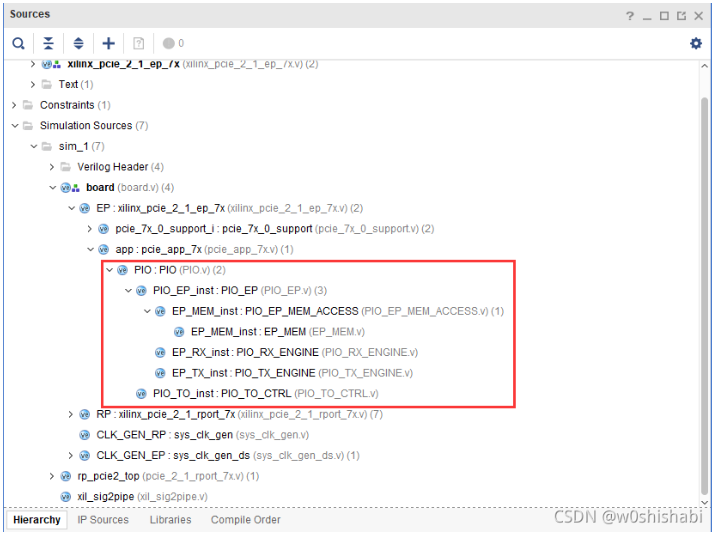 Sources
? _
0
xilinx_pcie_2_1_ep_7x (xilinx_pcie_2_1_ep_7x.v) (2)
Text (1)
Constraints (1)
Simulation Sources (7)
sim_1 (7)
Verilog Header (4)
board (board.v) (4)
EP : xilinx_pcie_2_1_ep_7x (xilinx_pcie_2_1_ep_7x.v) (2)
pcie_7x_0_support_i : pcie_7x_0_support (pcie_7x_0_support.v) (2)
app : pcie_app_7x (pcie_app_7x.v) (1)
PIO : PIO (PIO.v) (2)
PIO_EP_inst : PIO_EP (PIO_EP.v) (3)
EP_MEM_inst : PIO_EP_MEM_ACCESS (PIO_EP_MEM_ACCESS.v) (1)
EP_MEM_inst : EP_MEM (EP_MEM.v)
EP_RX_inst : PIO_RX_ENGINE (PIO_RX_ENGINE.v)
EP_TX_inst : PIO_TX_ENGINE (PIO_TX_ENGINE.v)
PIO_TO_inst : PIO_TO_CTRL (PIO_TO_CTRL.v)
RP : xilinx_pcie_2_1_rport_7x (xilinx_pcie_2_1_rport_7x.v) (7)
CLK_GEN_RP : sys_clk_gen (sys_clk_gen.v)
CLK_GEN_EP : sys_clk_gen_ds (sys_clk_gen_ds.v) (1)
rp_pcie2_top (pcie_2_1_rport_7x.v) (1)
xil_sig2pipe (xil_sig2pipe.v)
Hierarchy IP Sources Libraries Compile Order
CSDN @w0shishabi